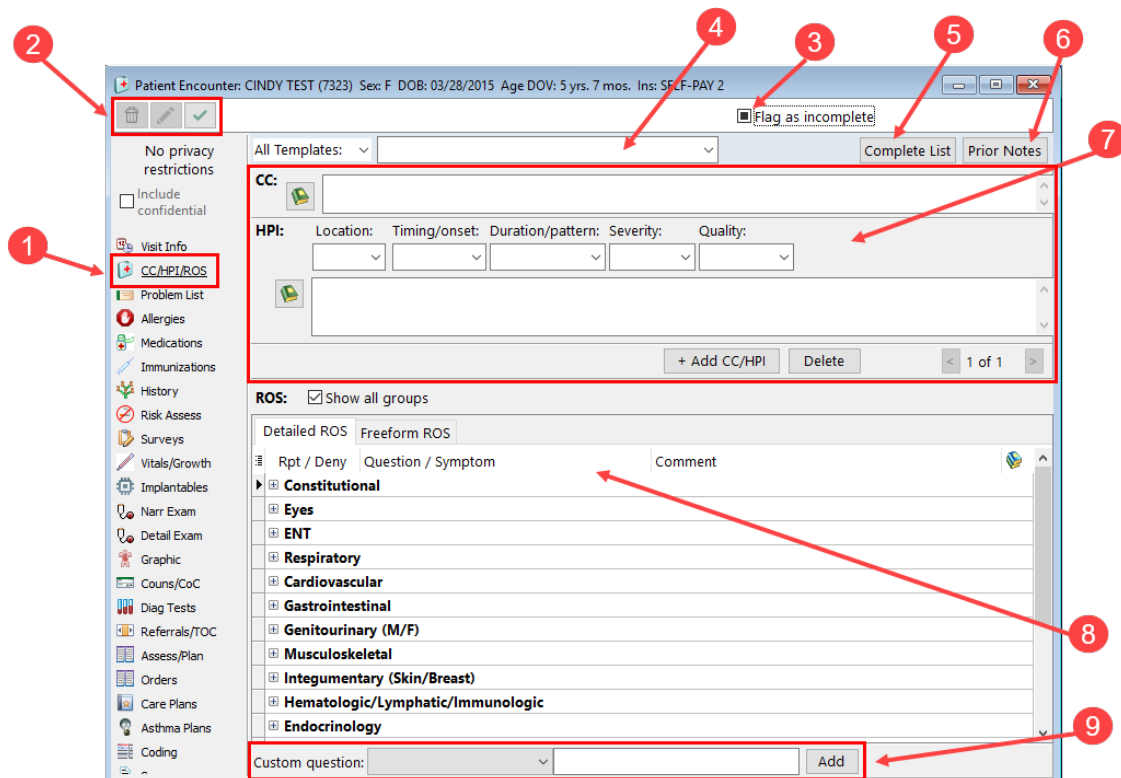 2
4
3
5
6
Patient Encounter: CINDY TEST (7323) Sex: F DOB: 03/28/2015 Age DOV: 5 yrs. 7 mos. Ins: SELF-PAY 2
Flag as incomplete
7
No privacy
restrictions
Include
confidential
All Templates:
Complete List
Prior Notes
1
Visit Info
CC/HPI/ROS
Problem List
Allergies
Medications
Immunizations
History
Risk Assess
Surveys
Vitals/Growth
Implantables
Narr Exam
Detail Exam
Graphic
Couns/CoC
Diag Tests
Referrals/TOC
Assess/Plan
Orders
Care Plans
Asthma Plans
Coding
CC:
HPI: Location: Timing/onset: Duration/pattern: Severity: Quality:
+ Add CC/HPI Delete < 1 of 1 >
ROS: Show all groups
Detailed ROS Freeform ROS
Rpt / Deny Question / Symptom Comment
Constitutional
Eyes
ENT
Respiratory
Cardiovascular
Gastrointestinal
Genitourinary (M/F)
8
Musculoskeletal
Integumentary (Skin/Breast)
Hematologic/Lymphatic/Immunologic
Endocrinology
9
Custom question: Add